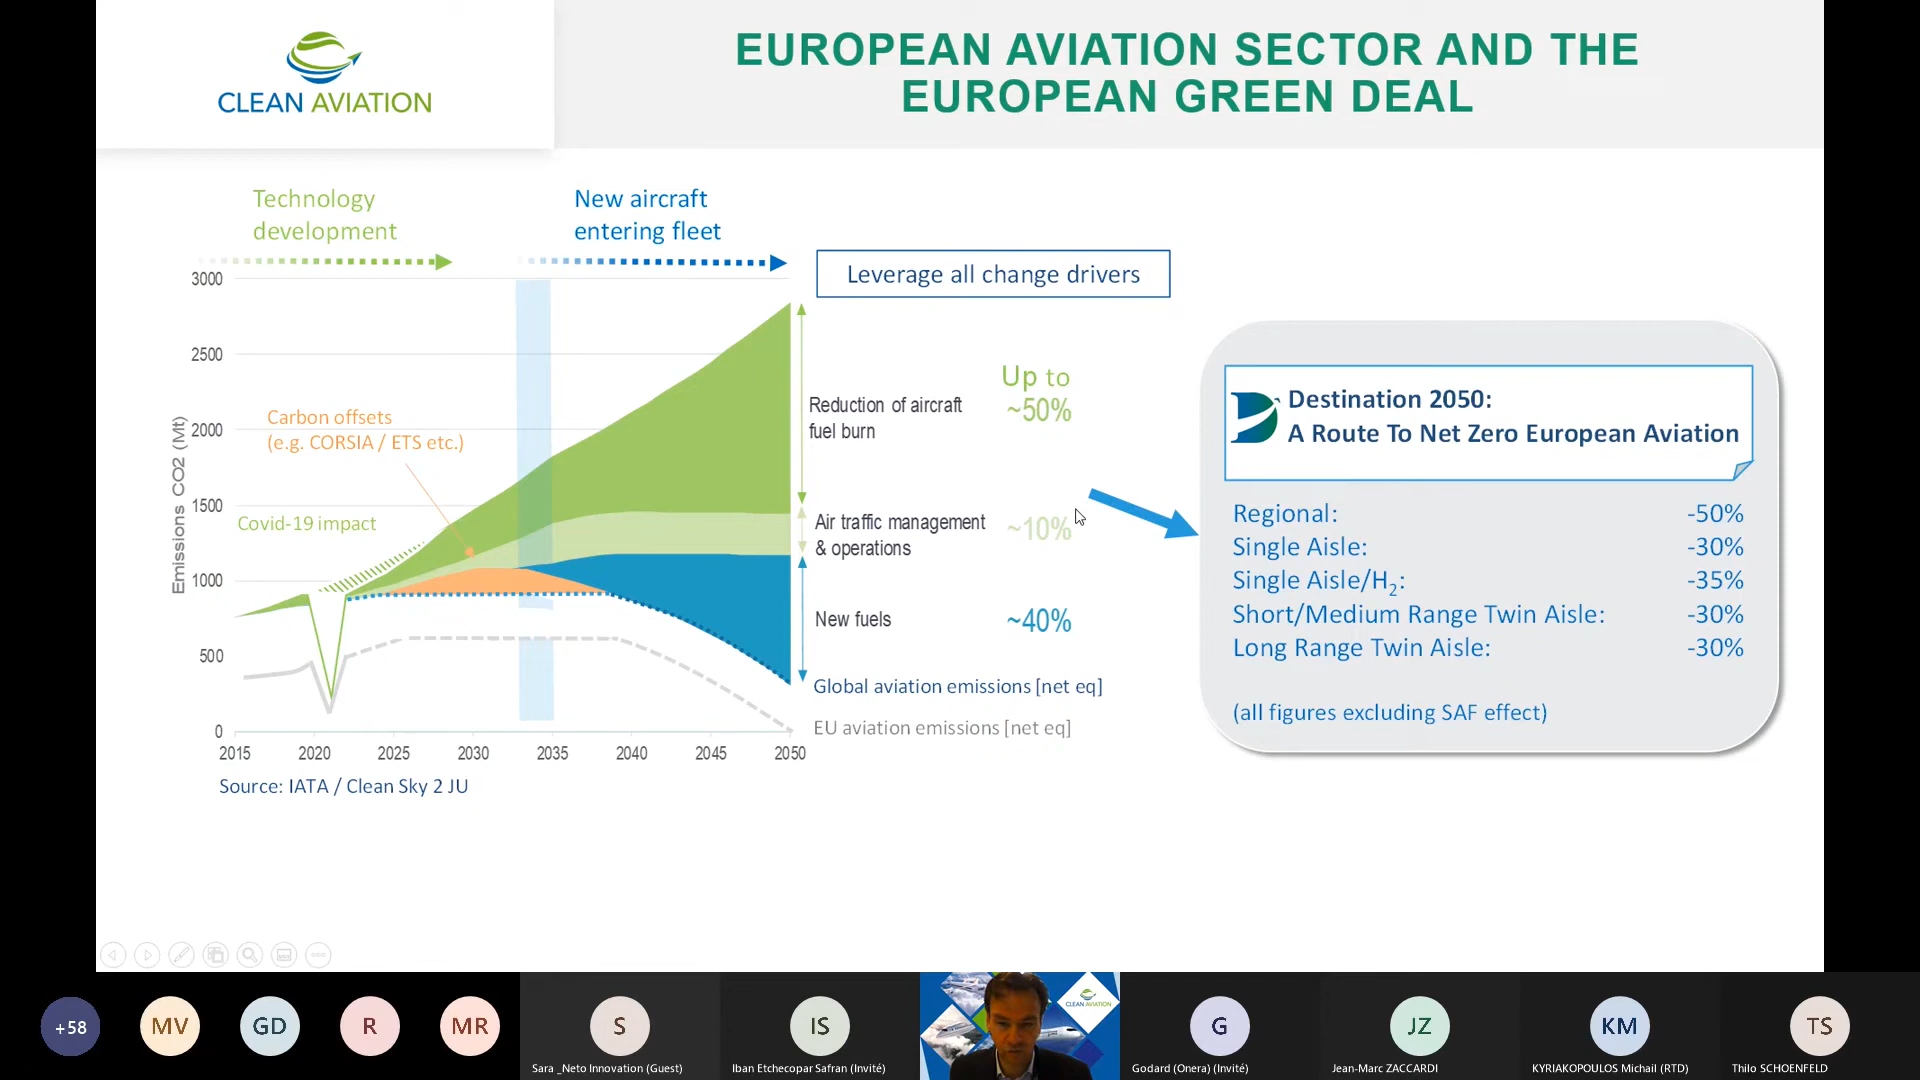 CLEAN AVIATION
EUROPEAN AVIATION SECTOR AND THE
EUROPEAN GREEN DEAL
Technology
development
New aircraft
entering fleet
Leverage all change drivers
Emissions CO2 (Mt)
3000
2500
2000
1500
1000
500
0
2015
2020
2025
2030
2035
2040
2045
2050
Carbon offsets
(e.g. CORSIA / ETS etc.)
Covid-19 impact
Reduction of aircraft
fuel burn
Up to
~50%
Air traffic management
& operations
~10%
New fuels
~40%
Global aviation emissions [net eq]
EU aviation emissions [net eq]
Source: IATA / Clean Sky 2 JU
Destination 2050:
A Route To Net Zero European Aviation
Regional: -50%
Single Aisle: -30%
Single Aisle/H2: -35%
Short/Medium Range Twin Aisle: -30%
Long Range Twin Aisle: -30%
(all figures excluding SAF effect)
+58
MV
GD
R
MR
S
Sara _Neto Innovation (Guest)
IS
Iban Etchecopar Safran (Invité)
CLEAN AVIATION
G
Godard (Onera) (Invité)
JZ
Jean-Marc ZACCARDI
KM
KYRIAKOPOULOS Michail (RTD)
TS
Thilo SCHOENFELD